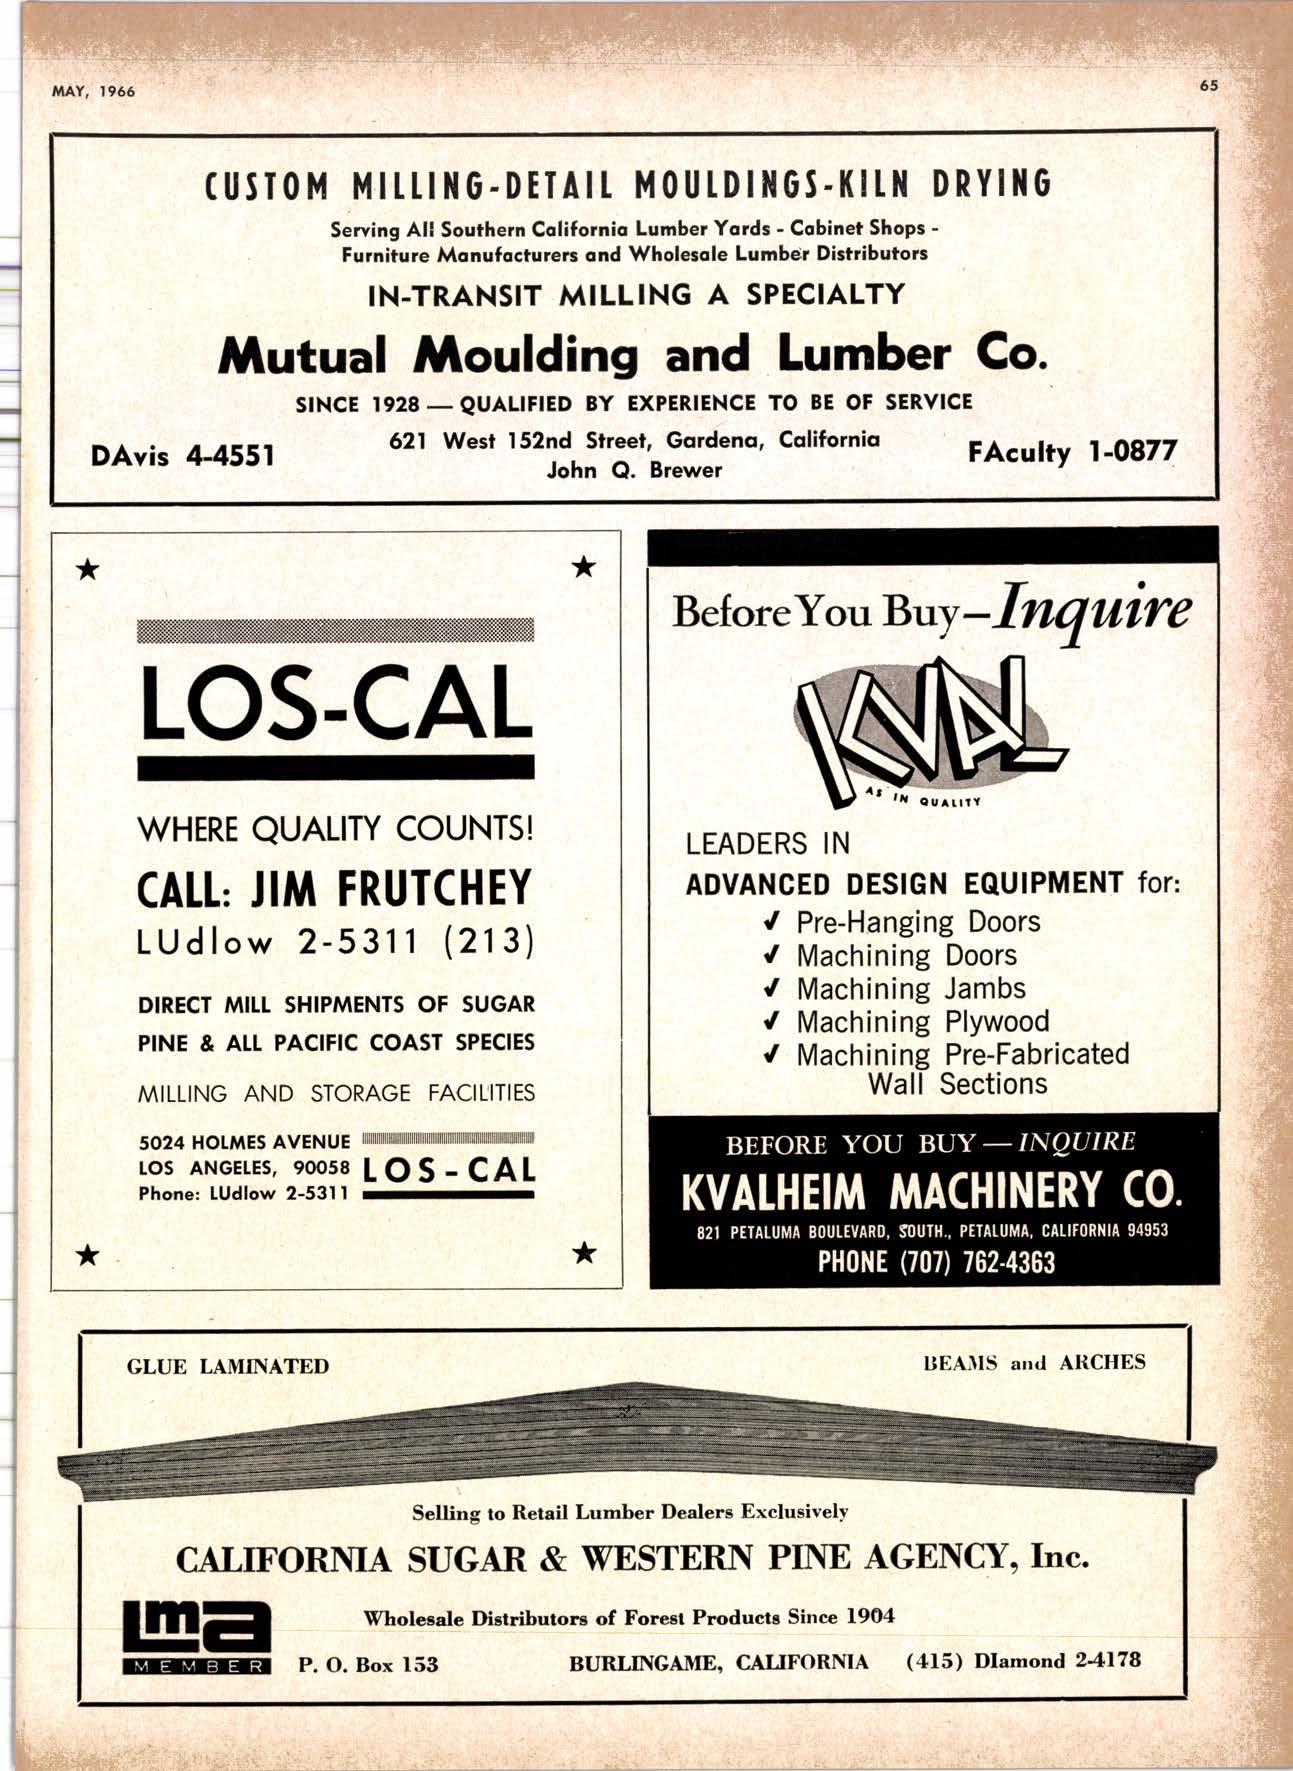 MAY, 1966
65
CUSTOM MILLING-DETAIL MOULDINGS-KILN DRYING
Serving All Southern California Lumber Yards - Cabinet Shops -
Furniture Manufacturers and Wholesale Lumber Distributors
IN-TRANSIT MILLING A SPECIALTY
Mutual Moulding and Lumber Co.
SINCE 1928 — QUALIFIED BY EXPERIENCE TO BE OF SERVICE
DAvis 4-4551
621 West 152nd Street, Gardena, California
John Q. Brewer
FAculty 1-0877
LOS-CAL
WHERE QUALITY COUNTS!
CALL: JIM FRUTCHEY
LUdlow 2-5311 (213)
DIRECT MILL SHIPMENTS OF SUGAR
PINE & ALL PACIFIC COAST SPECIES
MILLING AND STORAGE FACILITIES
5024 HOLMES AVENUE
LOS ANGELES, 90058
Phone: LUdlow 2-5311
LOS-CAL
Before You Buy—Inquire
KVAL
AS IN QUALITY
LEADERS IN
ADVANCED DESIGN EQUIPMENT for:
✓ Pre-Hanging Doors
✓ Machining Doors
✓ Machining Jambs
✓ Machining Plywood
✓ Machining Pre-Fabricated
Wall Sections
BEFORE YOU BUY — INQUIRE
KVALHEIM MACHINERY CO.
821 PETALUMA BOULEVARD, SOUTH., PETALUMA, CALIFORNIA 94953
PHONE (707) 762-4363
GLUE LAMINATED
BEAMS and ARCHES
Selling to Retail Lumber Dealers Exclusively
CALIFORNIA SUGAR & WESTERN PINE AGENCY, Inc.
Wholesale Distributors of Forest Products Since 1904
lma
MEMBER
P. O. Box 153
BURLINGAME, CALIFORNIA
(415) DIamond 2-4178